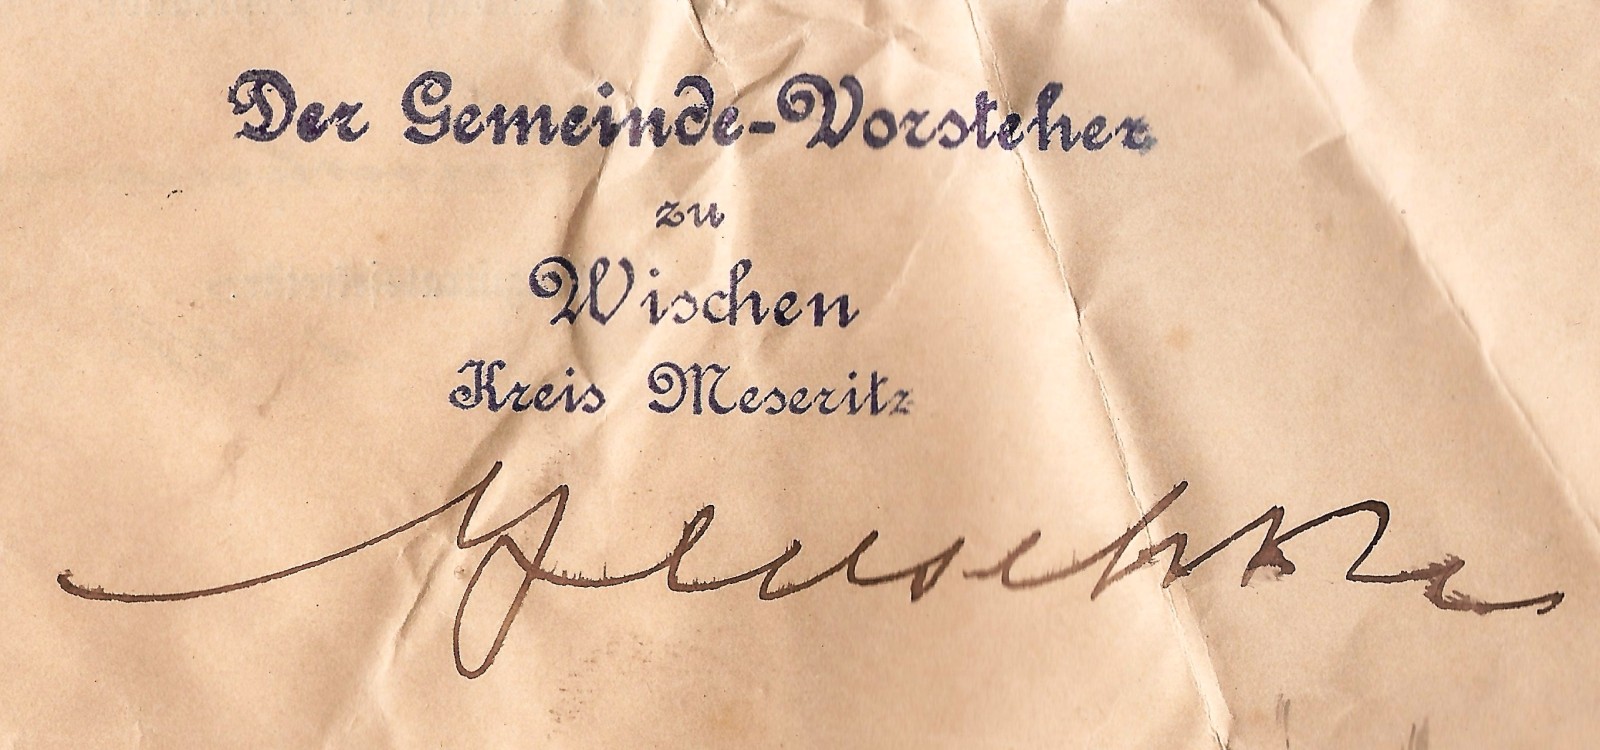 Der Gemeinde-Vorsteher
zu
Wischen
Kreis Meseritz